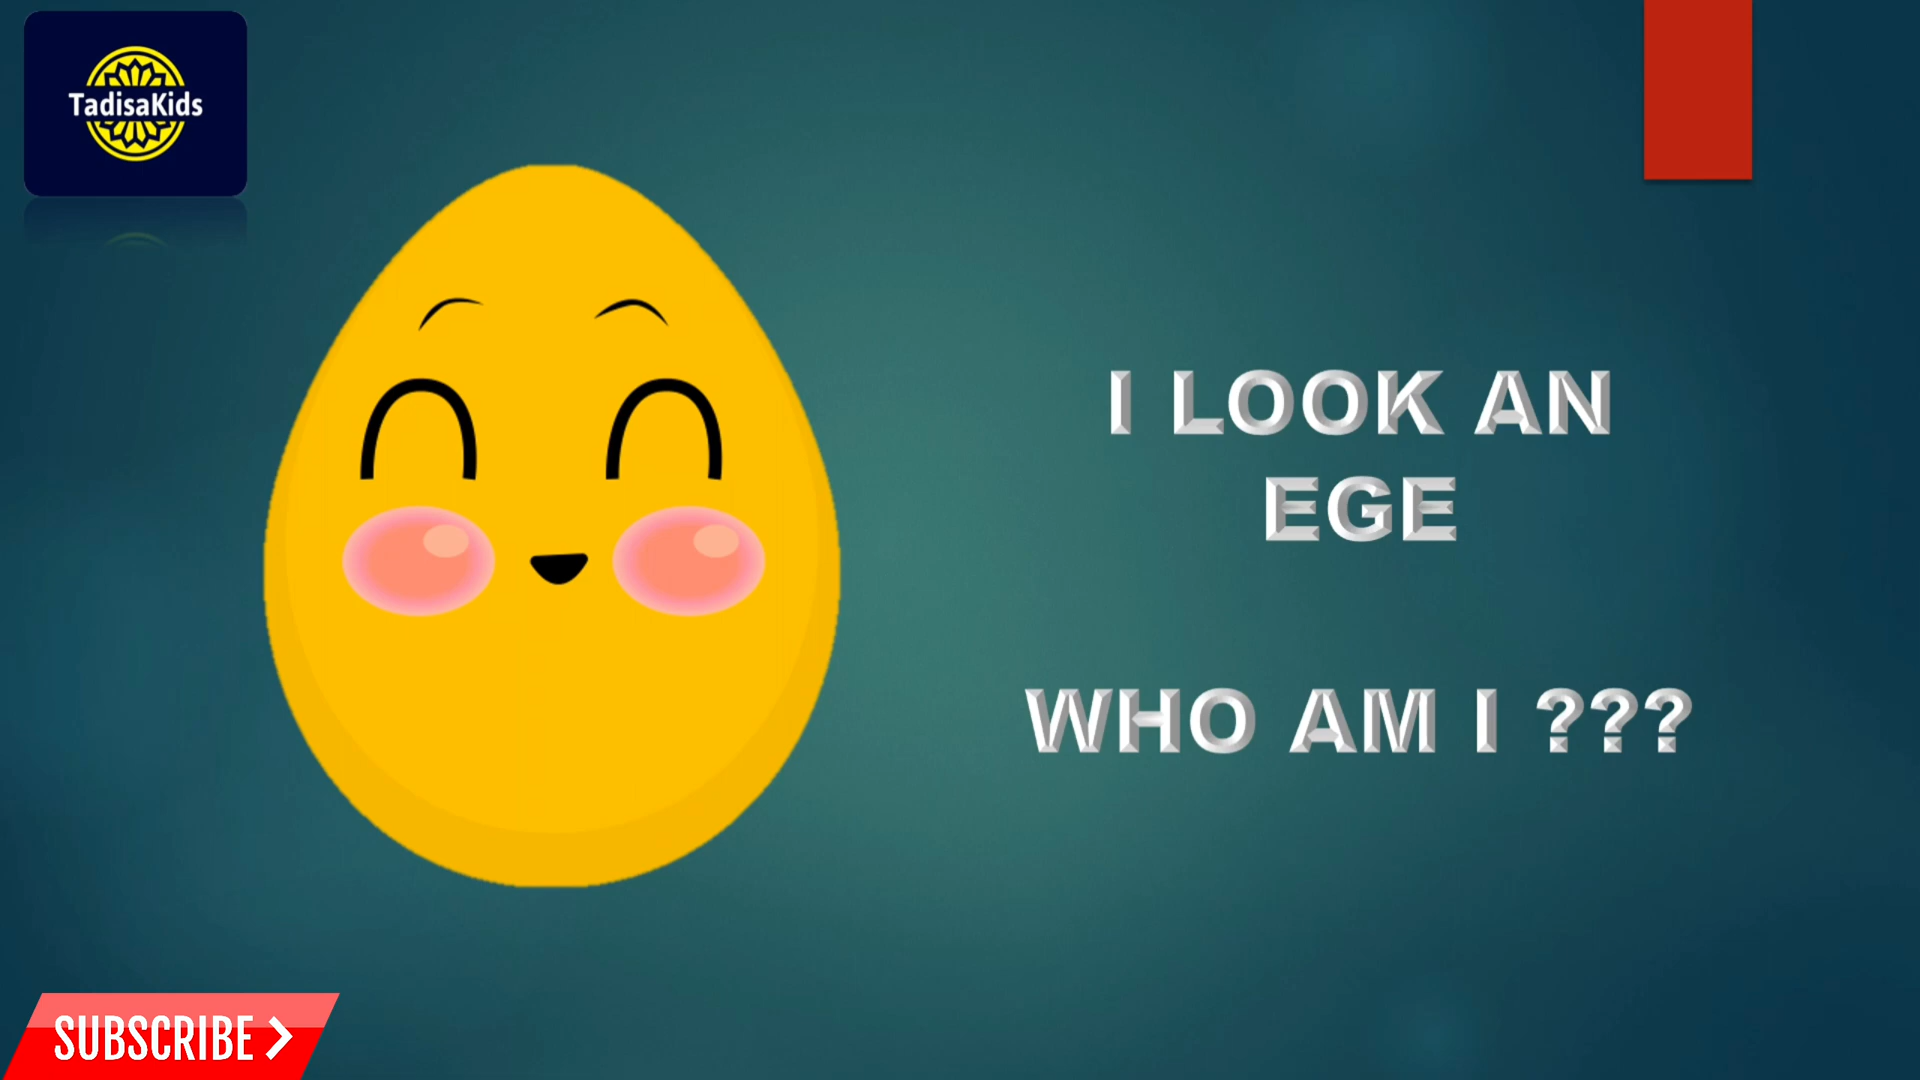 TadisaKids
I LOOK AN
EGE
WHO AM I ???
SUBSCRIBE